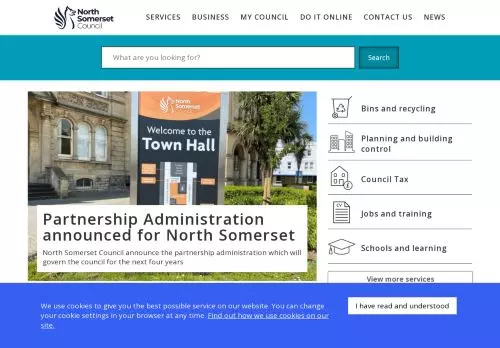 North
Somerset
Council
SERVICES BUSINESS MY COUNCIL DO IT ONLINE CONTACT US NEWS
What are you looking for?
Search
North
Somerset
Welcome to the
Town Hall
Partnership Administration
announced for North Somerset
North Somerset Council announce the partnership administration which will
govern the council for the next four years
Bins and recycling
Planning and building
control
Council Tax
CV
Jobs and training
Schools and learning
View more services
We use cookies to give you the best possible service on our website. You can change
your cookie settings in your browser at any time. Find out how we use cookies on our
site.
I have read and understood